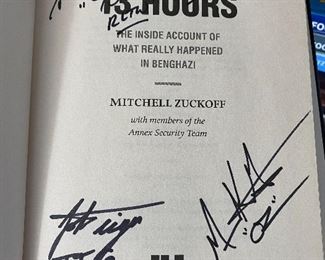 13 HOURS
THE INSIDE ACCOUNT OF
WHAT REALLY HAPPENED
IN BENGHAZI
MITCHELL ZUCKOFF
with members of the
Annex Security Team
"OZ"